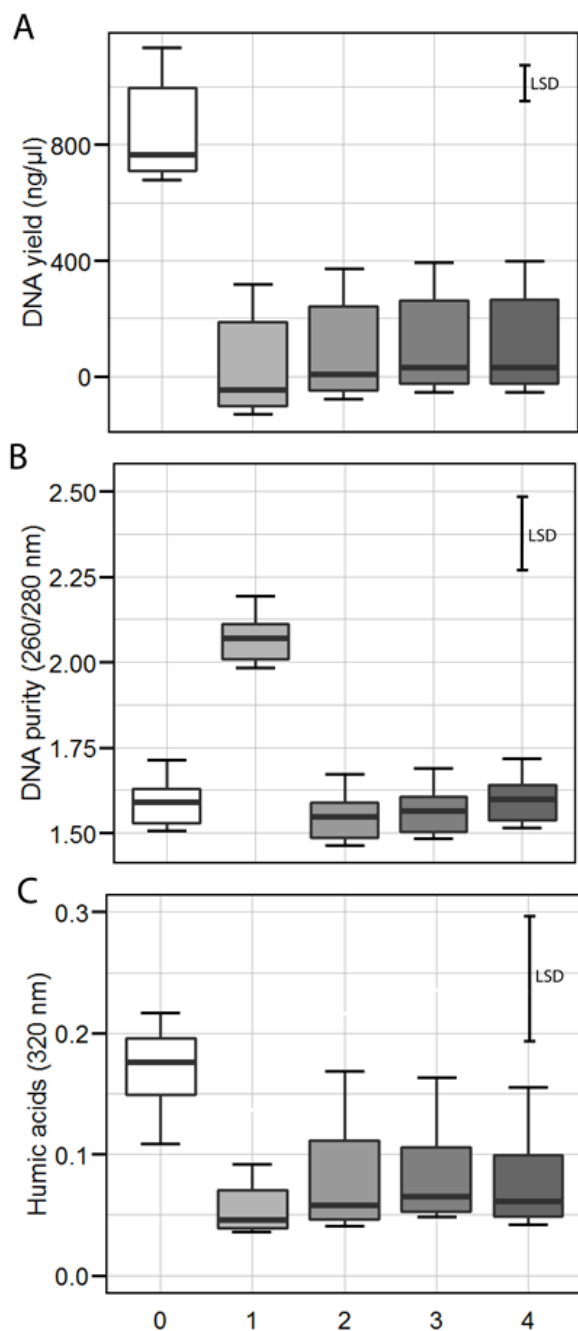 A
DNA yield (ng/µl)
800
400
0
LSD
B
DNA purity (260/280 nm)
2.50
2.25
2.00
1.75
1.50
LSD
C
Humic acids (320 nm)
0.3
0.2
0.1
0.0
LSD
0 1 2 3 4